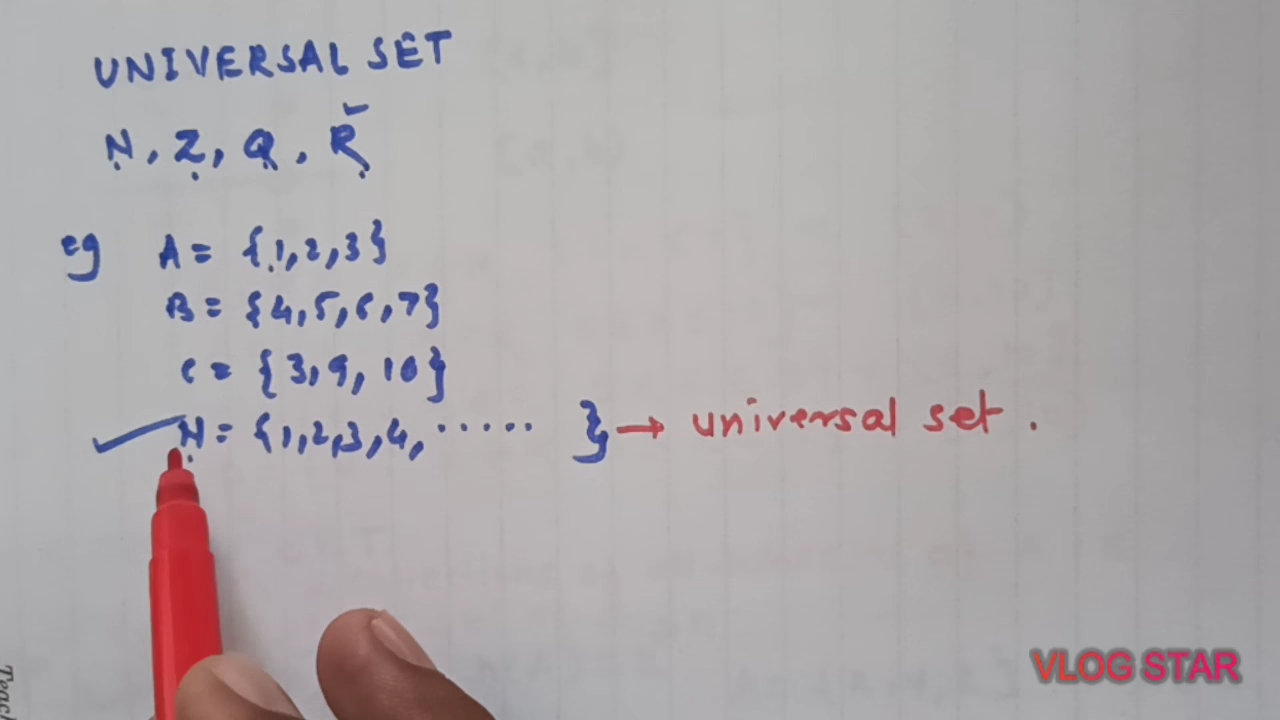 UNIVERSAL SET
N, Z, Q, R
eg A = {1,2,3}
B = {4,5,6,7}
C = {3,9,10}
N = {1,2,3,4,..... } → universal set.
VLOG STAR
Teac